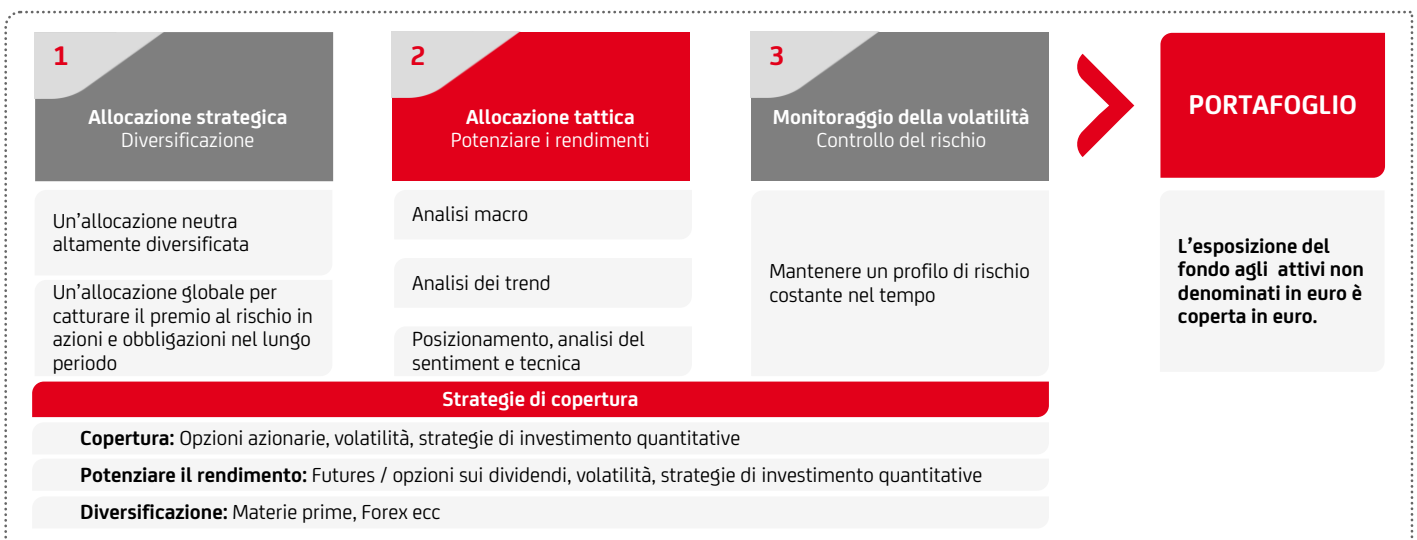 1
Allocazione strategica
Diversificazione
Un’allocazione neutra
altamente diversificata
Un’allocazione globale per
catturare il premio al rischio in
azioni e obbligazioni nel lungo
periodo
2
Allocazione tattica
Potenziare i rendimenti
Analisi macro
Analisi dei trend
Posizionamento, analisi del
sentiment e tecnica
3
Monitoraggio della volatilità
Controllo del rischio
Mantenere un profilo di rischio
costante nel tempo
PORTAFOGLIO
L’esposizione del
fondo agli attivi non
denominati in euro è
coperta in euro.
Strategie di copertura
Copertura: Opzioni azionarie, volatilità, strategie di investimento quantitative
Potenziare il rendimento: Futures / opzioni sui dividendi, volatilità, strategie di investimento quantitative
Diversificazione: Materie prime, Forex ecc